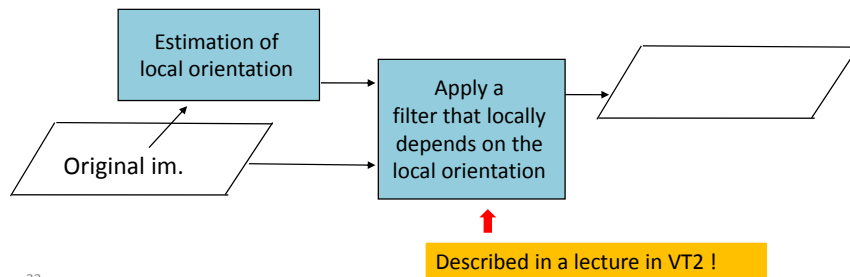 Estimation of
local orientation
Apply a
filter that locally
depends on the
local orientation
Original im.
Described in a lecture in VT2 !